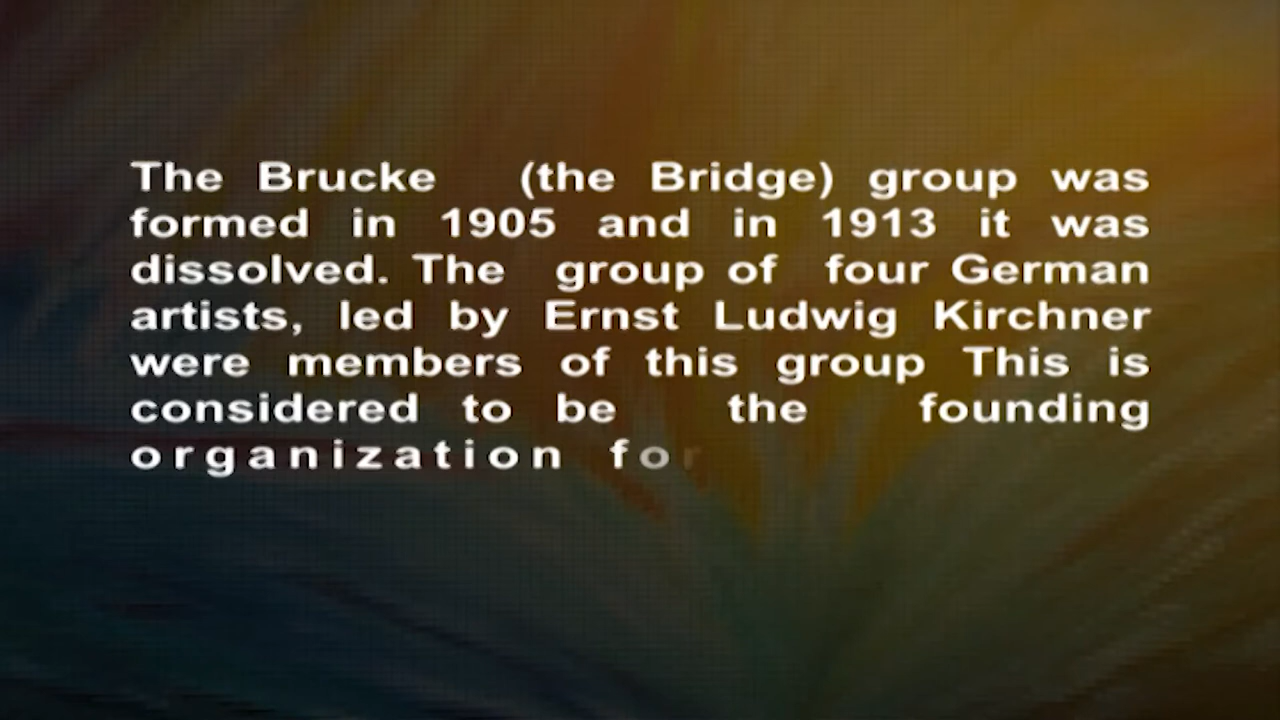 The Brucke (the Bridge) group was
formed in 1905 and in 1913 it was
dissolved. The group of four German
artists, led by Ernst Ludwig Kirchner
were members of this group This is
considered to be the founding
organization for